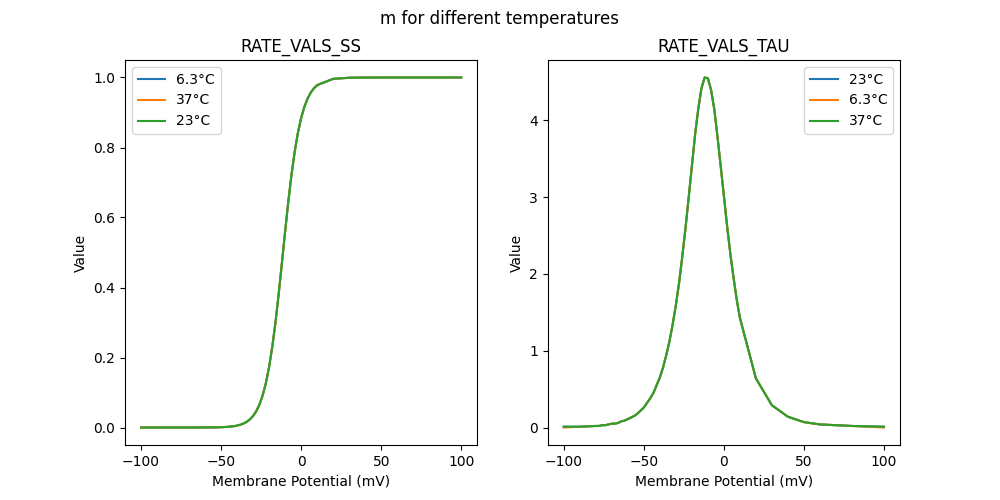 m for different temperatures
RATE_VALS_SS
1.0
0.8
0.6
0.4
0.2
0.0
Value
6.3°C
37°C
23°C
−100
−50
0
50
100
Membrane Potential (mV)
RATE_VALS_TAU
4
3
2
1
0
Value
23°C
6.3°C
37°C
−100
−50
0
50
100
Membrane Potential (mV)